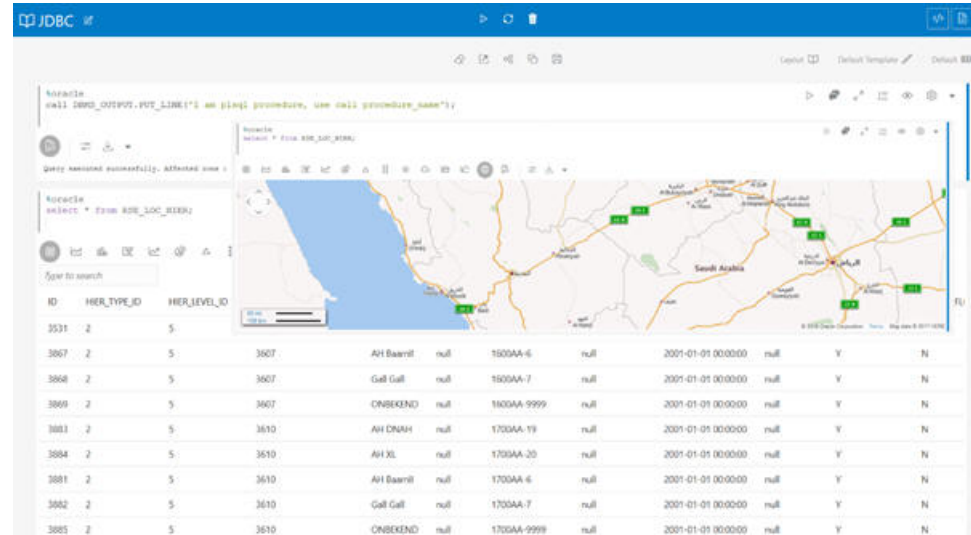 JDBC
Layout Default Template Default
%oracle
call DBMS_OUTPUT.PUT_LINE("I am plsql procedure, use call procedure_name");
Query executed successfully. Affected rows :
%oracle
select * from RSE_LOC_HIER;
%oracle
select * from RSE_LOC_HIER;
Saudi Arabia
الرياض
Type to search
ID HIER_TYPE_ID HIER_LEVEL_ID
3531 2 5
3867 2 5 3607 AH Baarnil null 1600AA-6 null 2001-01-01 00:00:00 null Y N
3868 2 5 3607 Gall Gall null 1600AA-7 null 2001-01-01 00:00:00 null Y N
3869 2 5 3607 ONBEKEND null 1600AA-9999 null 2001-01-01 00:00:00 null Y N
3883 2 5 3610 AH DNAH null 1700AA-19 null 2001-01-01 00:00:00 null Y N
3884 2 5 3610 AH XL null 1700AA-20 null 2001-01-01 00:00:00 null Y N
3881 2 5 3610 AH Baarnil null 1700AA-6 null 2001-01-01 00:00:00 null Y N
3882 2 5 3610 Gall Gall null 1700AA-7 null 2001-01-01 00:00:00 null Y N
3885 2 5 3610 ONBEKEND null 1700AA-9999 null 2001-01-01 00:00:00 null Y N